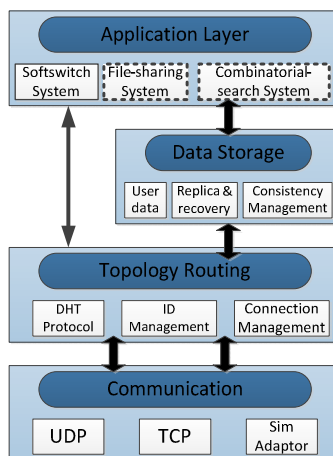 Application Layer
Softswitch System
File-sharing System
Combinatorial-search System
Data Storage
User data
Replica & recovery
Consistency Management
Topology Routing
DHT Protocol
ID Management
Connection Management
Communication
UDP
TCP
Sim Adaptor